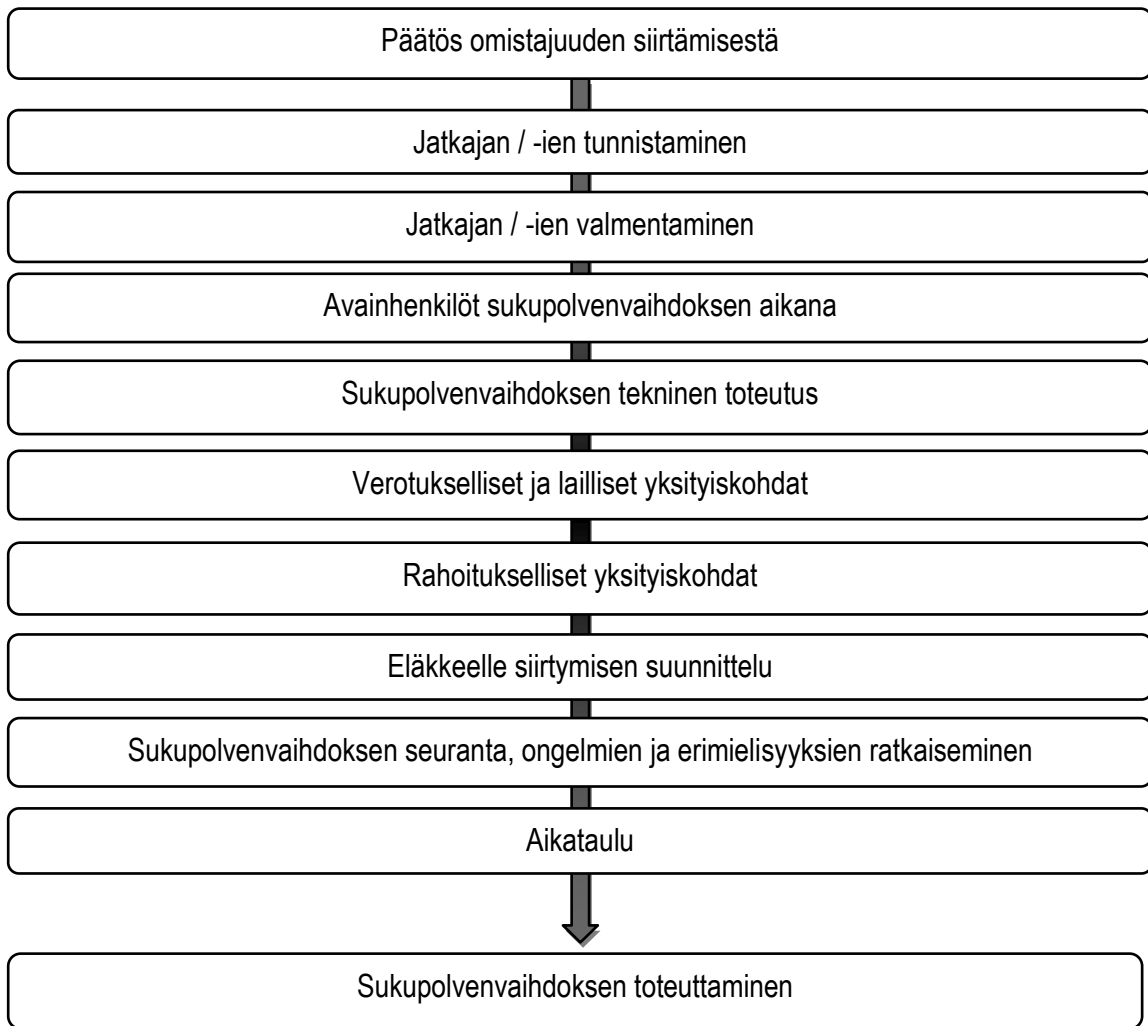 Päätös omistajuuden siirtämisestä
Jatkajan / -ien tunnistaminen
Jatkajan / -ien valmentaminen
Avainhenkilöt sukupolvenvaihdoksen aikana
Sukupolvenvaihdoksen tekninen toteutus
Verotukselliset ja lailliset yksityiskohdat
Rahoitukselliset yksityiskohdat
Eläkkeelle siirtymisen suunnittelu
Sukupolvenvaihdoksen seuranta, ongelmien ja erimielisyyksien ratkaiseminen
Aikataulu
Sukupolvenvaihdoksen toteuttaminen